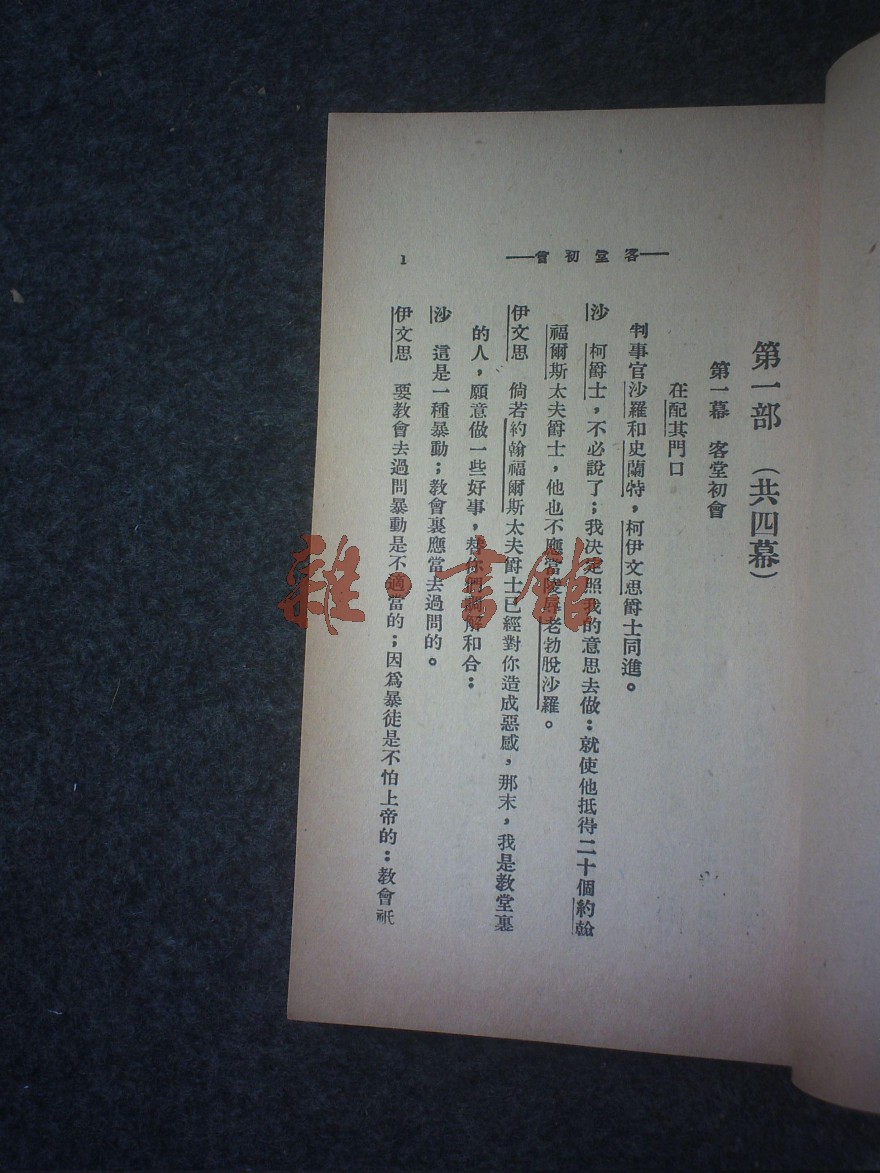 第一部 （共四幕）
第一幕 客堂初會
在配其門口
判事官沙羅和史蘭特，柯伊文思爵士同進。
沙 柯爵士，不必說了；我決定照我的意思去做：就使他抵得二十個約翰
福爾斯太夫爵士，他也不應當陵辱老勃脫沙羅。
伊文思 倘若約翰福爾斯太夫爵士已經對你造成惡感，那末，我是教堂裏
的人，願意做一些好事，替你們調解和合：
沙 這是一種暴動；教會裏應當去過問的。
伊文思 要教會去過問暴動是不適當的；因爲暴徒是不怕上帝的：教會祇
——客堂初會——
1
雜·書館